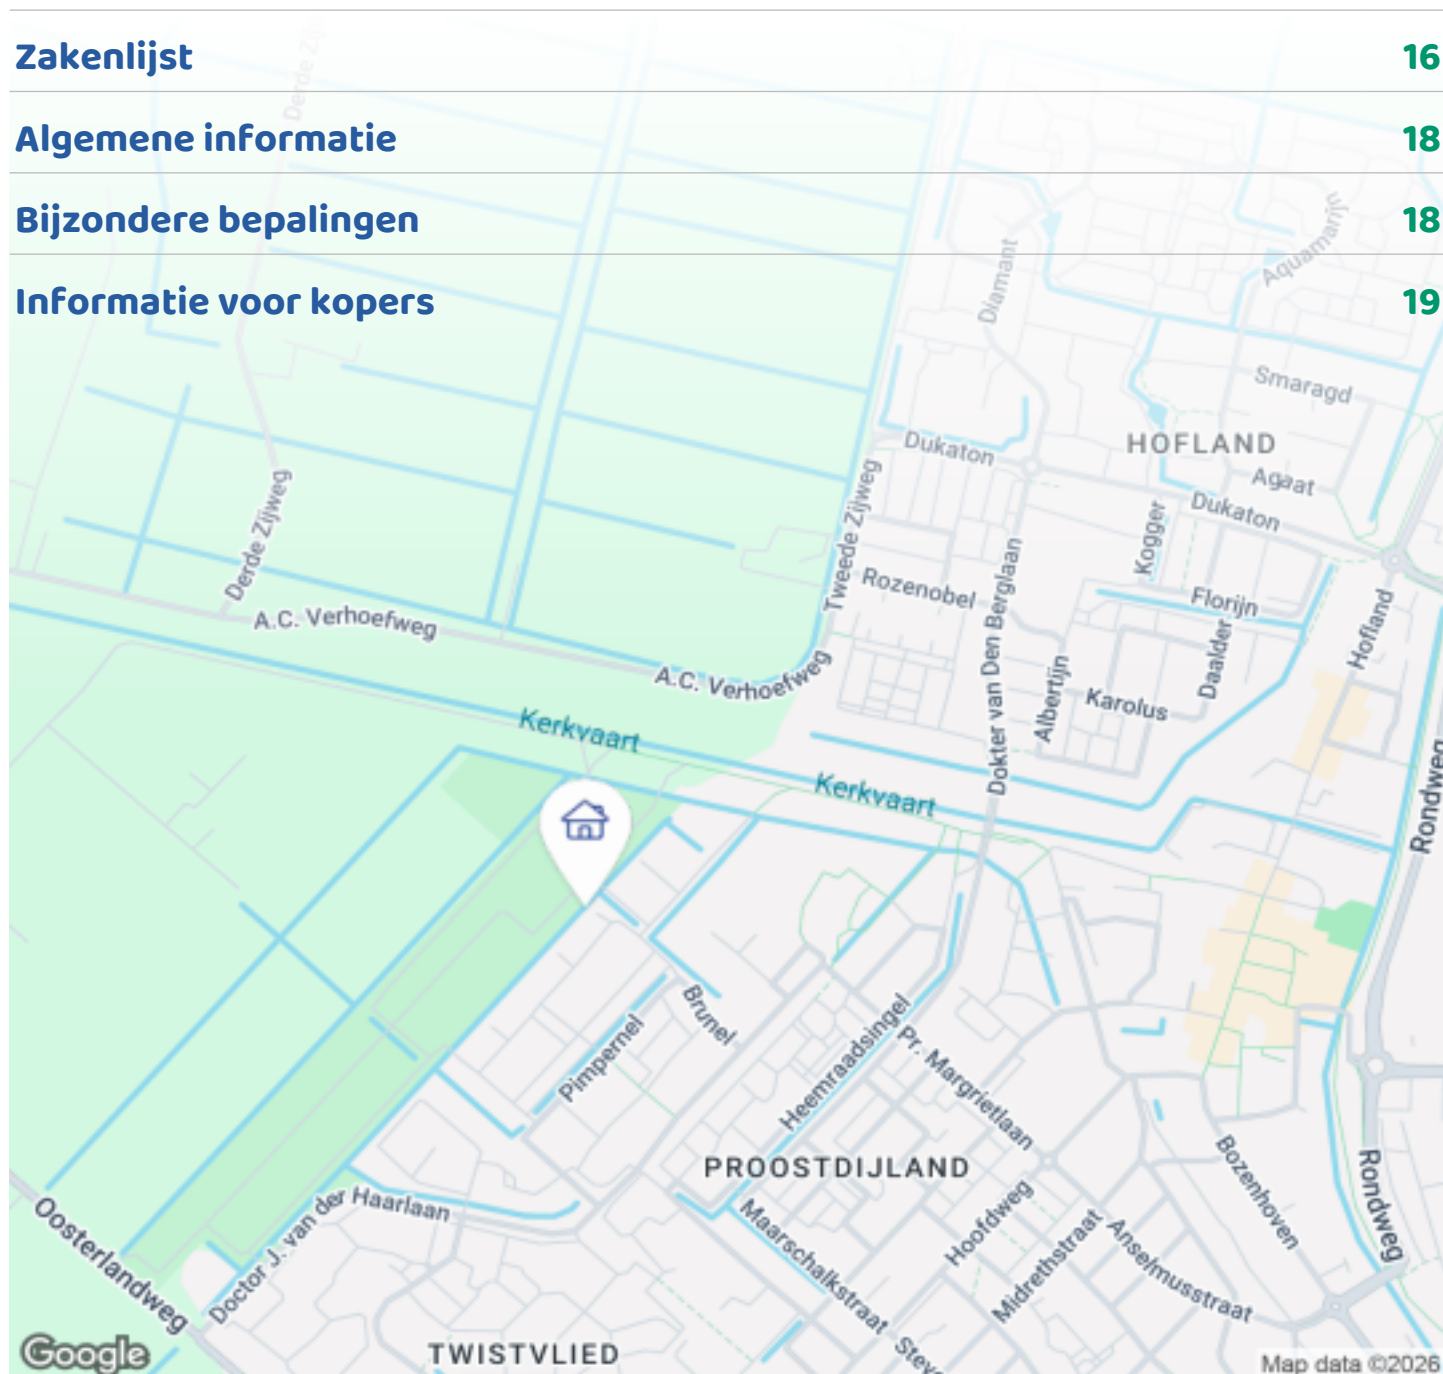 Zakenlijst 16
Algemene informatie 18
Bijzondere bepalingen 18
Informatie voor kopers 19
Derde Zijweg
Diamant
Aquamarijn
Smaragd
HOFLAND
Dukaton
Agaat
Dukaton
Kogger
Tweede Zijweg
Derde Zijweg
Rozenobel
Florijn
Hofland
A.C. Verhoefweg
Dokter van Den Berglaan
Daalder
A.C. Verhoefweg
Albertijn
Karolus
Kerkvaart
Kerkvaart
Rondweg
Brunel
Pimpernel
Heemraadsingel
Pr. Margrietlaan
PROOSTDIJLAND
Bozenhoven
Rondweg
Doctor J. van der Haarlaan
Oosterlandweg
Maarschalkstraat
Hoofdweg
Midrethstraat
Anselmusstraat
TWISTVLIED
Google
Map data ©2026